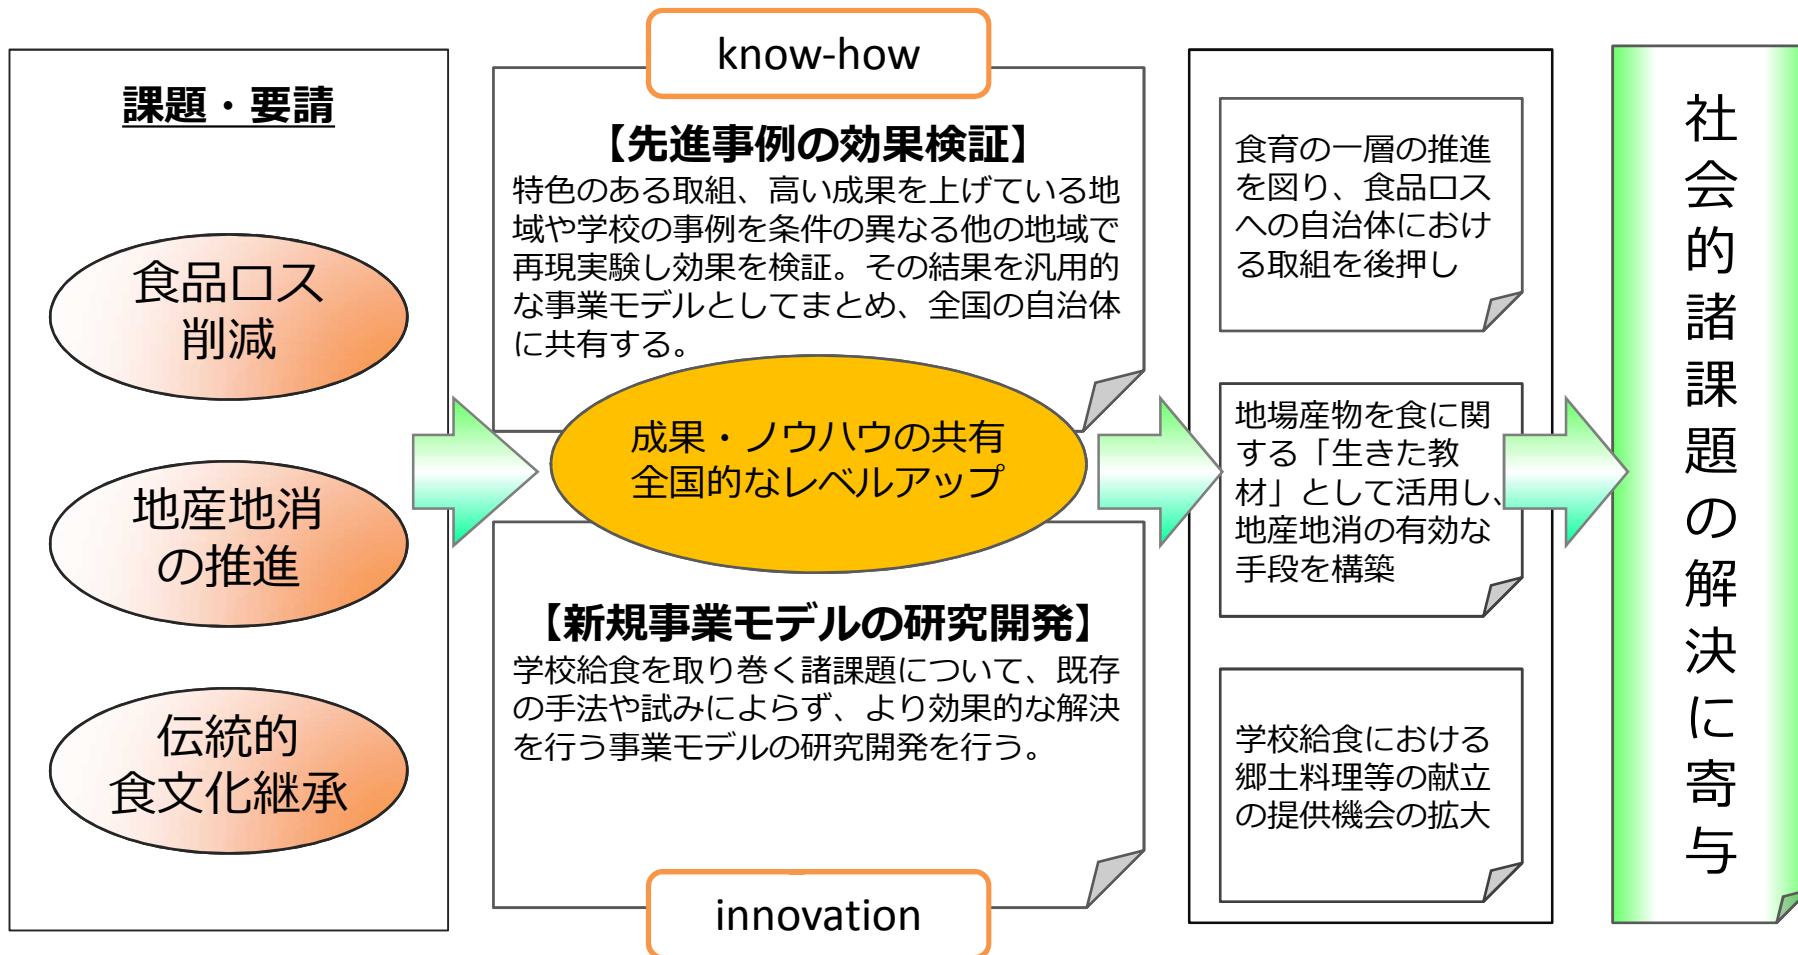 課題・要請
食品ロス
削減
地産地消
の推進
伝統的
食文化継承
know-how
【先進事例の効果検証】
特色のある取組、高い成果を上げている地
域や学校の事例を条件の異なる他の地域で
再現実験し効果を検証。その結果を汎用的
な事業モデルとしてまとめ、全国の自治体
に共有する。
成果・ノウハウの共有
全国的なレベルアップ
【新規事業モデルの研究開発】
学校給食を取り巻く諸課題について、既存
の手法や試みによらず、より効果的な解決
を行う事業モデルの研究開発を行う。
innovation
食育の一層の推進
を図り、食品ロス
への自治体におけ
る取組を後押し
地場産物を食に関
する「生きた教
材」として活用し、
地産地消の有効な
手段を構築
学校給食における
郷土料理等の献立
の提供機会の拡大
社会的諸課題の解決に寄与